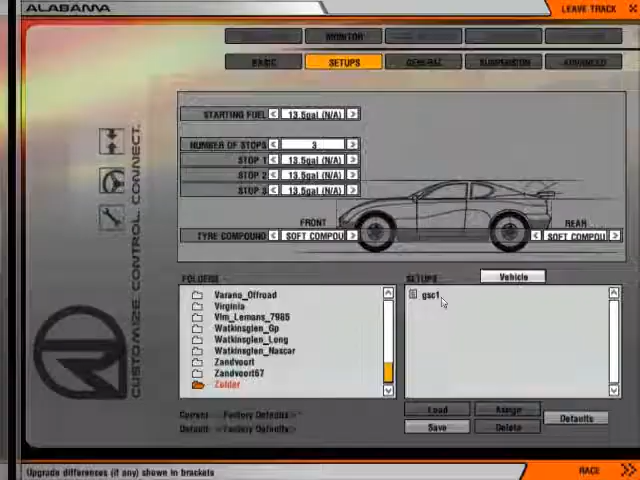 ALABAMA
LEAVE TRACK
MONITOR
BASIC SETUPS GENERAL SUSPENSION ADVANCED
STARTING FUEL 13.5gal (N/A)
NUMBER OF STOPS 3
STOP 1 13.5gal (N/A)
STOP 2 13.5gal (N/A)
STOP 3 13.5gal (N/A)
FRONT REAR
TYRE COMPOUND SOFT COMPOU SOFT COMPOU
CUSTOMIZE. CONTROL. CONNECT.
FOLDERS SETUPS Vehicle
Varano_Offroad
Virginia
Vlm_Lemans_7985
Watkinsglen_Gp
Watkinsglen_Long
Watkinsglen_Nascar
Zandvoort
Zandvoort67
Zolder
gsc1
Current: <Factory Defaults>
Default: <Factory Defaults>
Load Assign
Save Delete
Defaults
Upgrade differences (if any) shown in brackets
RACE